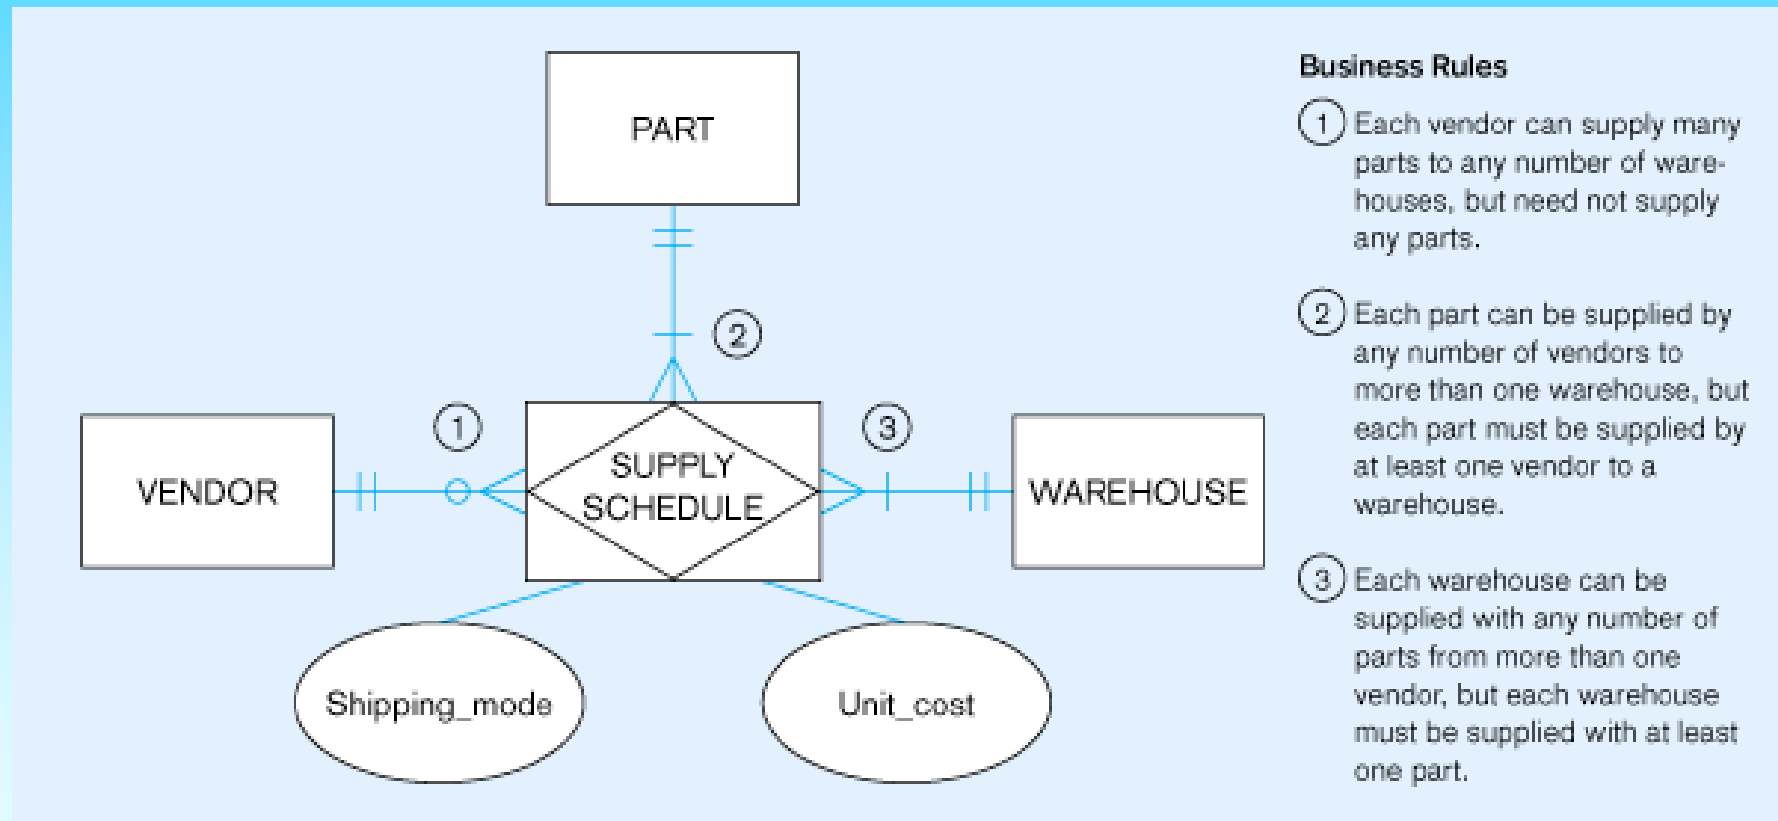 PART
VENDOR
1
2
3
SUPPLY
SCHEDULE
WAREHOUSE
Shipping_mode
Unit_cost
Business Rules
1 Each vendor can supply many
parts to any number of ware-
houses, but need not supply
any parts.
2 Each part can be supplied by
any number of vendors to
more than one warehouse, but
each part must be supplied by
at least one vendor to a
warehouse.
3 Each warehouse can be
supplied with any number of
parts from more than one
vendor, but each warehouse
must be supplied with at least
one part.